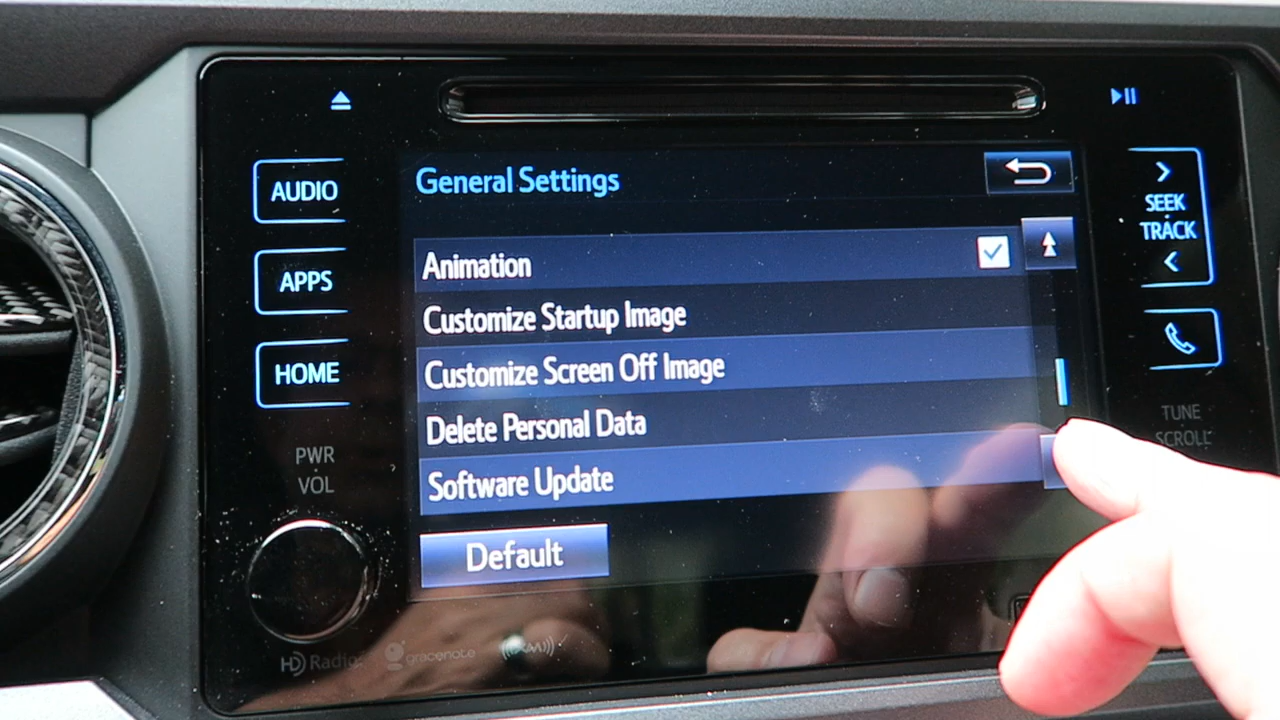 AUDIO
APPS
HOME
PWR
VOL
General Settings
Animation
Customize Startup Image
Customize Screen Off Image
Delete Personal Data
Software Update
Default
SEEK
TRACK
TUNE
SCROLL
HD Radio
gracenote
((XM))